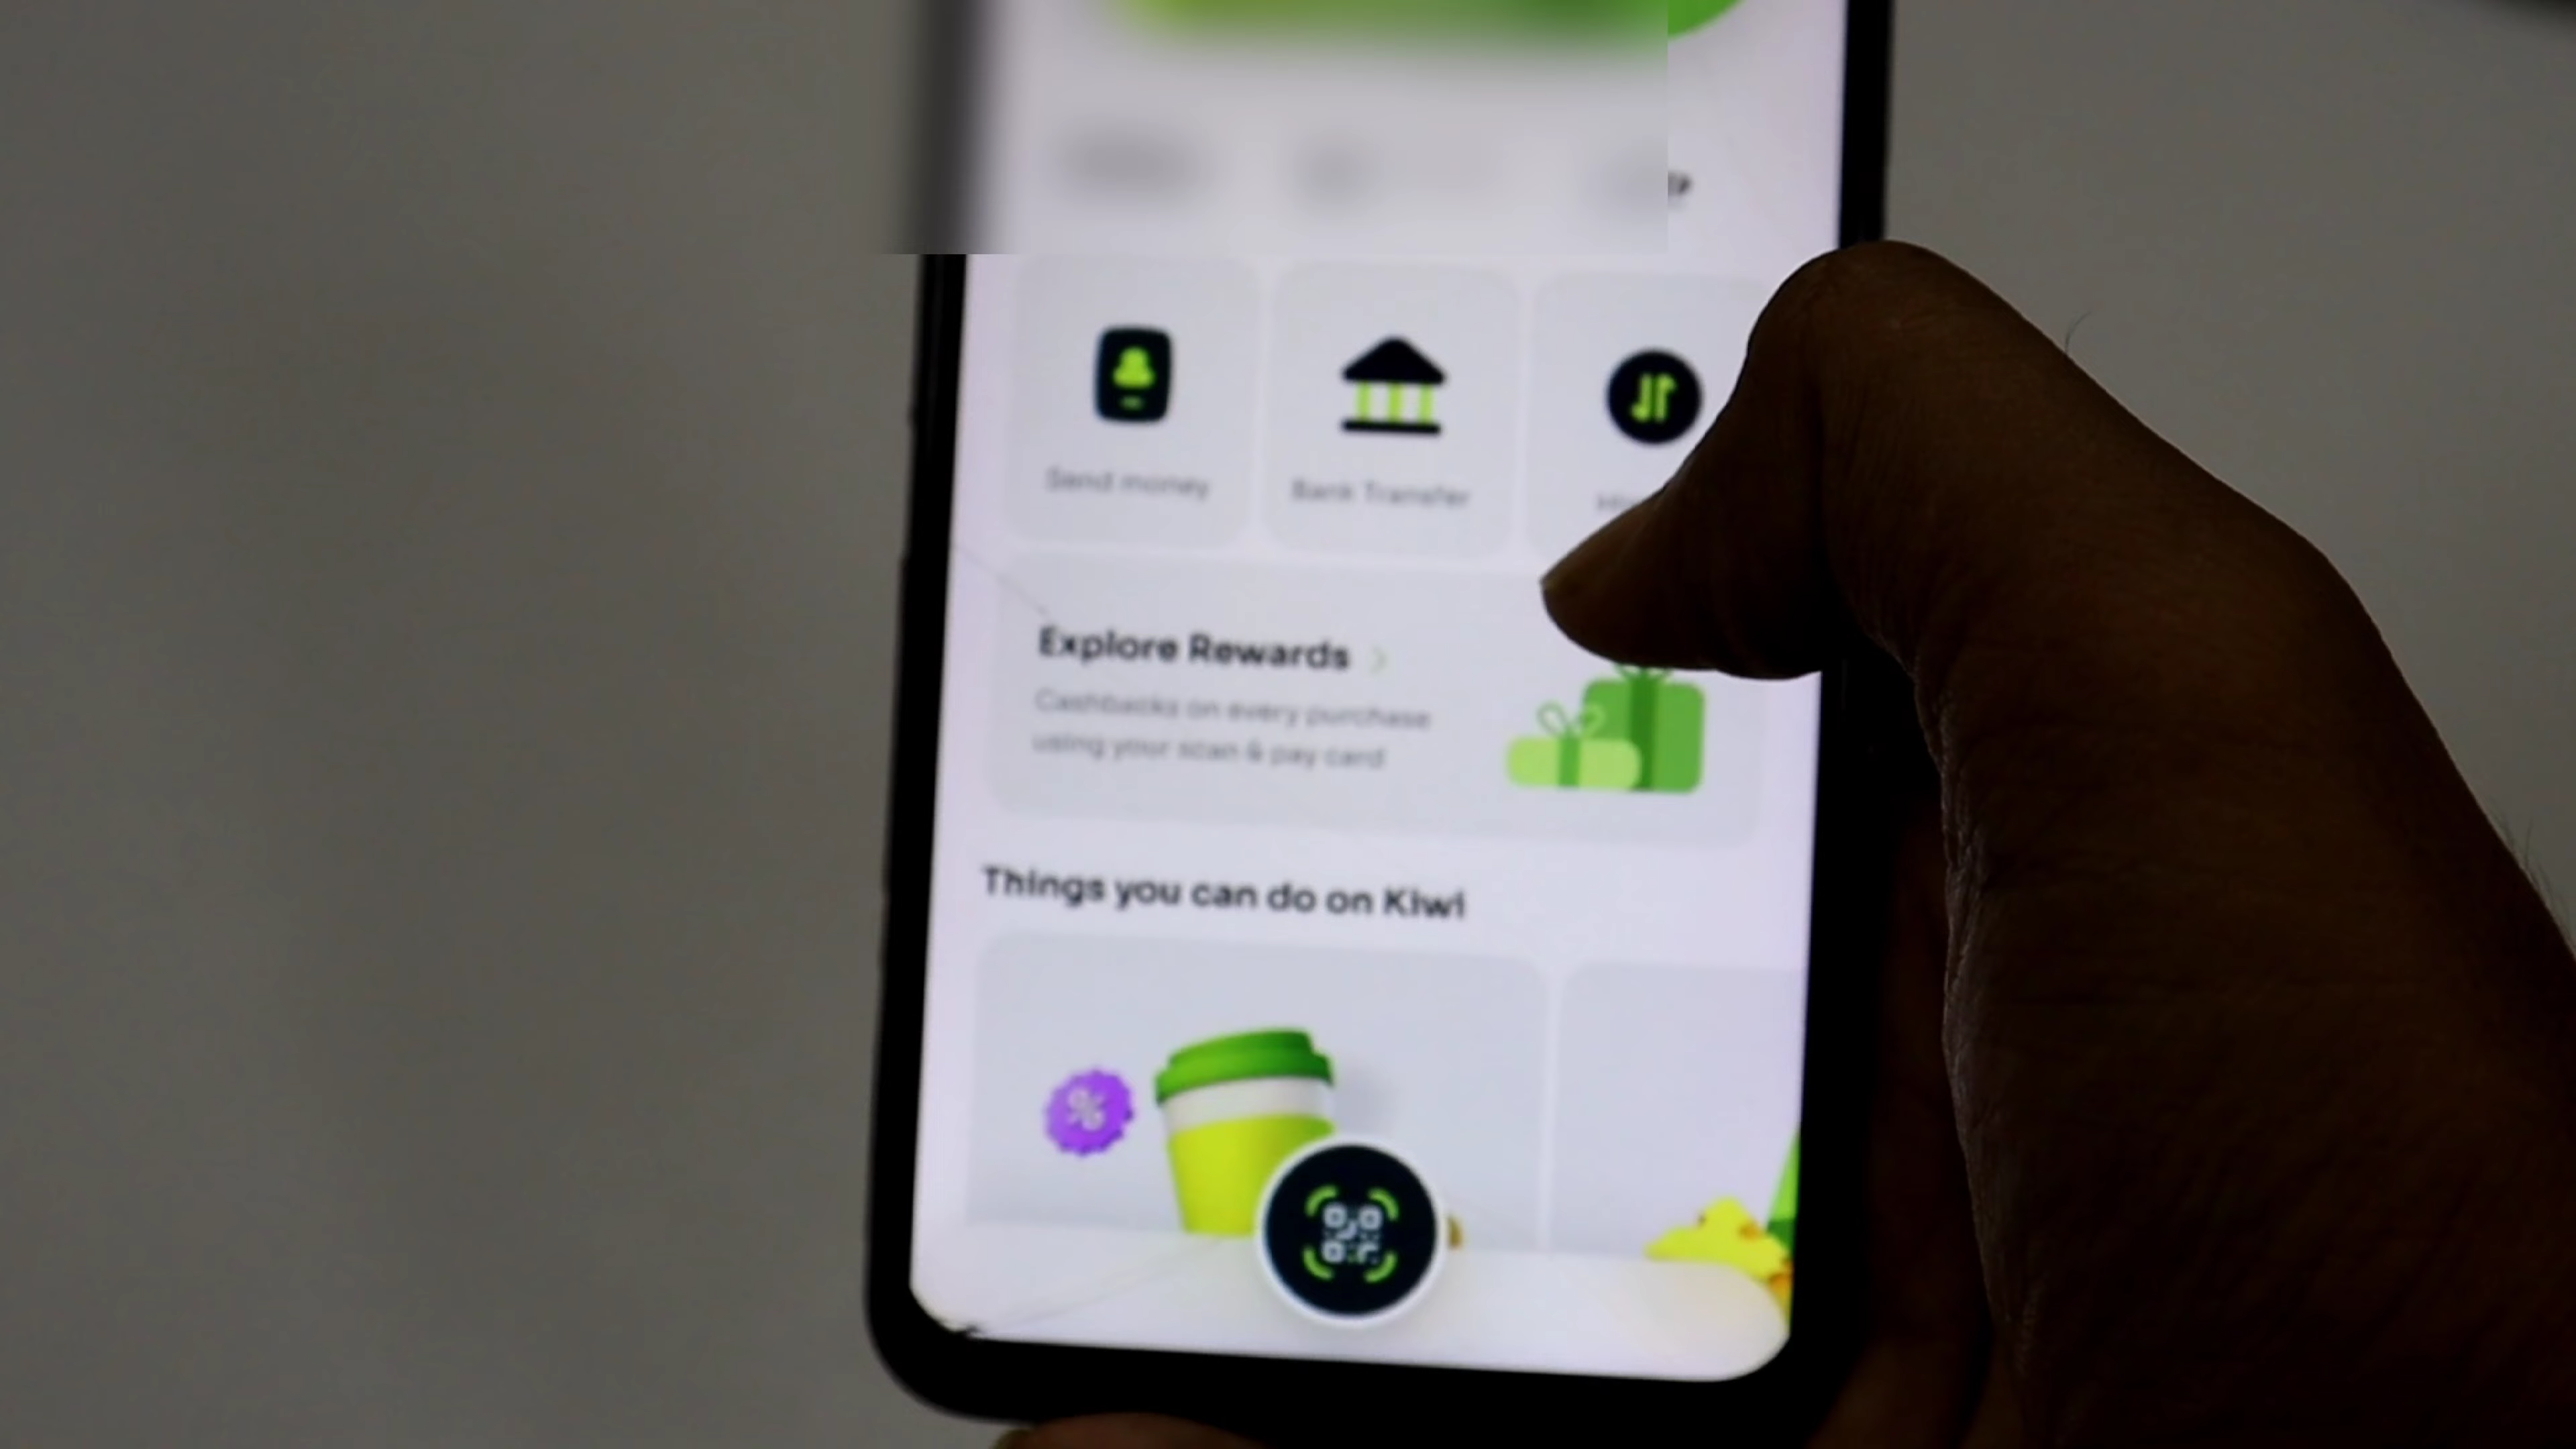 Send money
Bank Transfer
Explore Rewards
Cashbacks on every purchase
using your scan & pay card
Things you can do on Kiwi
%